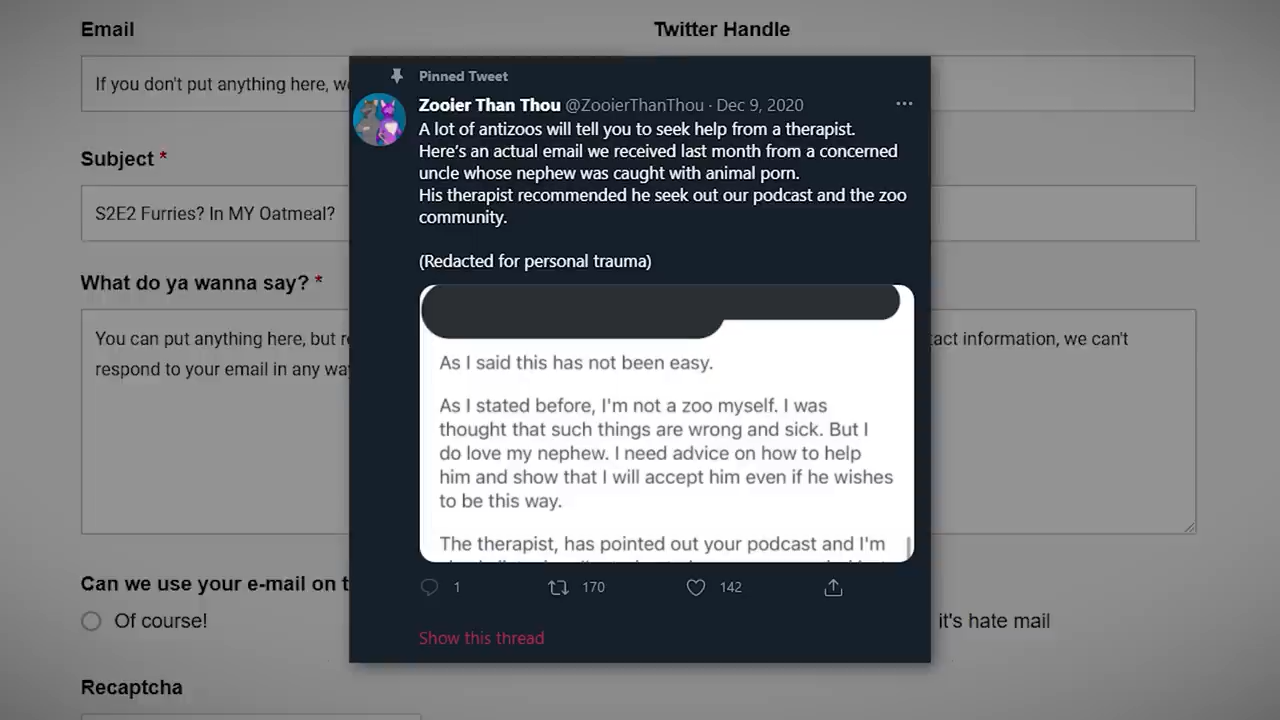 Email
Twitter Handle
If you don't put anything here, w
Subject *
S2E2 Furries? In MY Oatmeal?
What do ya wanna say? *
You can put anything here, but
tact information, we can't
respond to your email in any
Can we use your e-mail on
Of course!
it's hate mail
Recaptcha
Pinned Tweet
Zooier Than Thou @ZooierThanThou · Dec 9, 2020
A lot of antizoos will tell you to seek help from a therapist.
Here's an actual email we received last month from a concerned
uncle whose nephew was caught with animal porn.
His therapist recommended he seek out our podcast and the zoo
community.
(Redacted for personal trauma)
As I said this has not been easy.
As I stated before, I'm not a zoo myself. I was
thought that such things are wrong and sick. But I
do love my nephew. I need advice on how to help
him and show that I will accept him even if he wishes
to be this way.
The therapist, has pointed out your podcast and I'm
1
170
142
Show this thread